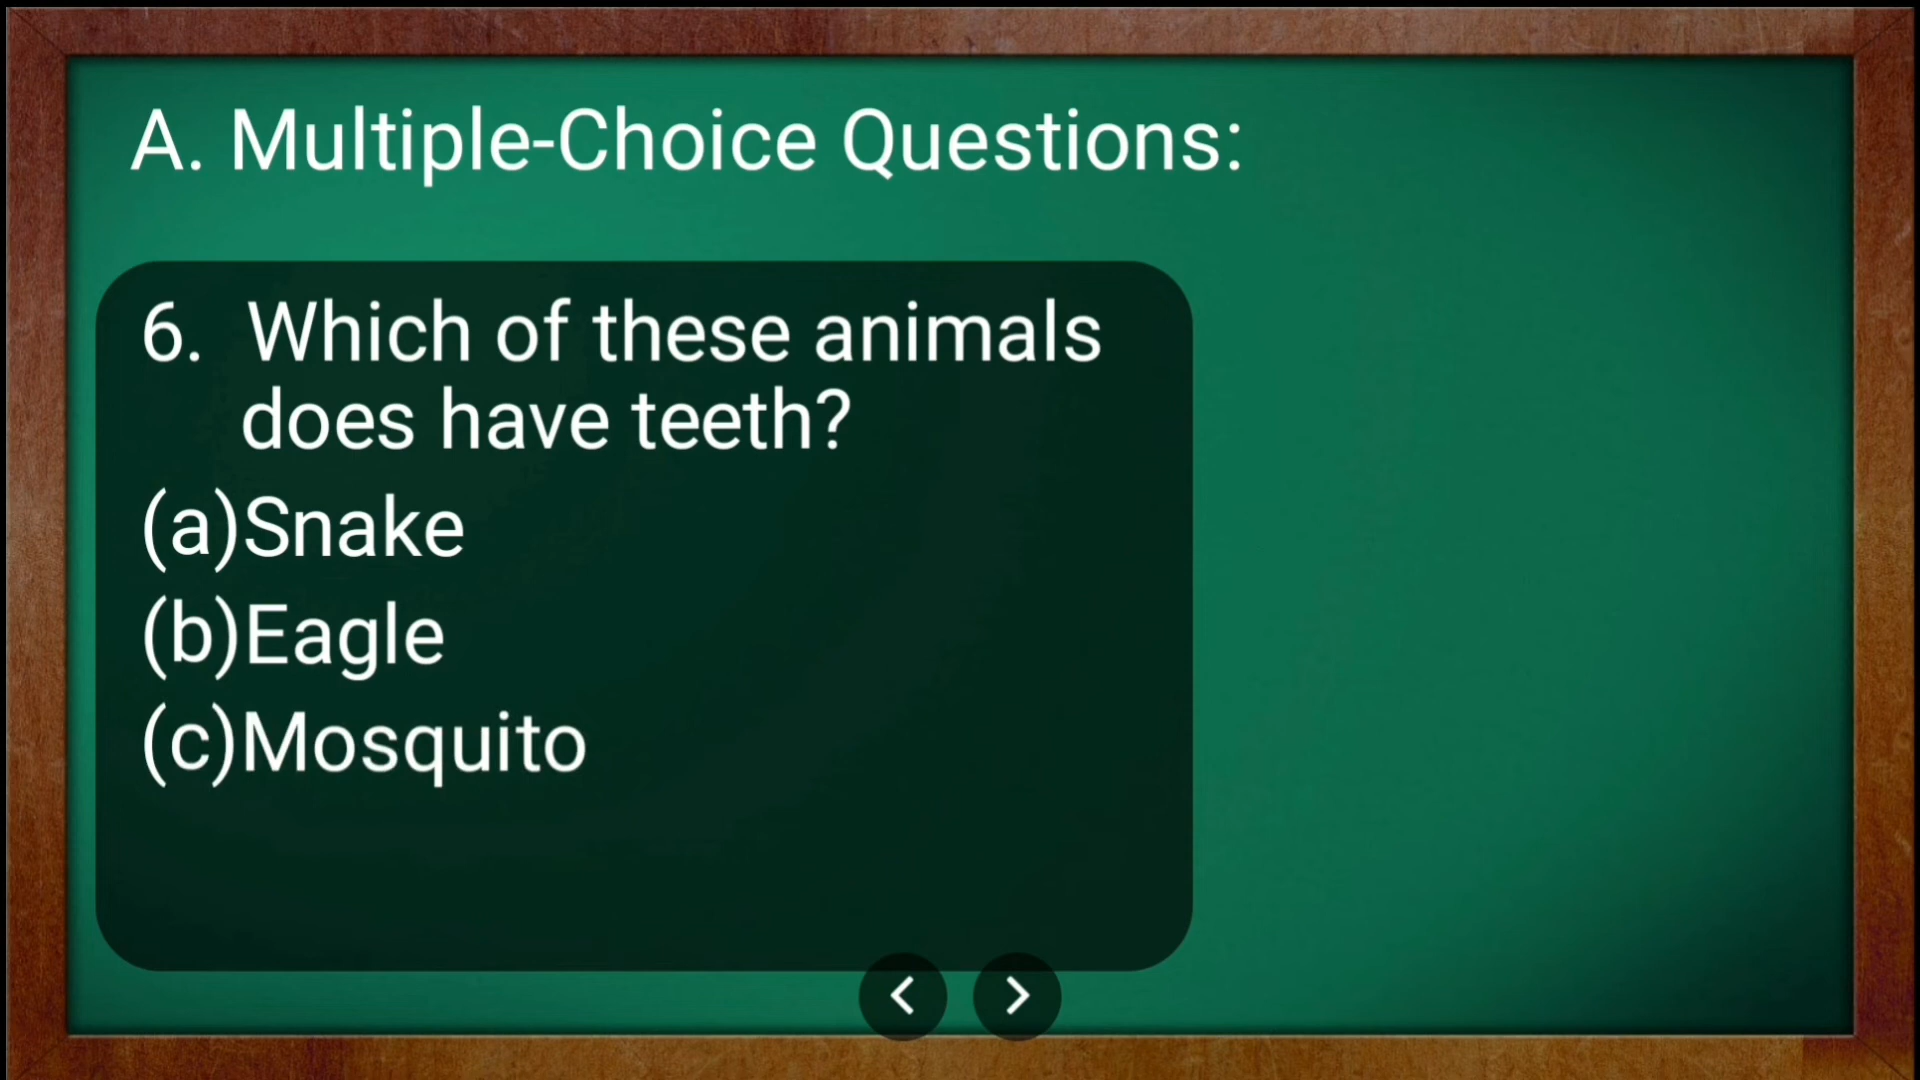 A. Multiple-Choice Questions:
6. Which of these animals
does have teeth?
(a)Snake
(b)Eagle
(c)Mosquito